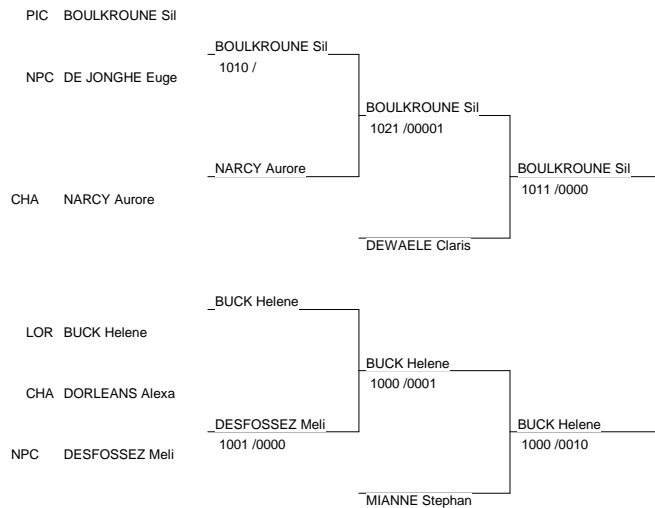 PIC BOULKROUNE Sil
BOULKROUNE Sil
1010 /
NPC DE JONGHE Euge
BOULKROUNE Sil
1021 /00001
NARCY Aurore
BOULKROUNE Sil
1011 /0000
CHA NARCY Aurore
DEWAELE Claris
BUCK Helene
LOR BUCK Helene
BUCK Helene
1000 /0001
CHA DORLEANS Alexa
DESFOSSEZ Meli
1001 /0000
BUCK Helene
1000 /0010
NPC DESFOSSEZ Meli
MIANNE Stephan